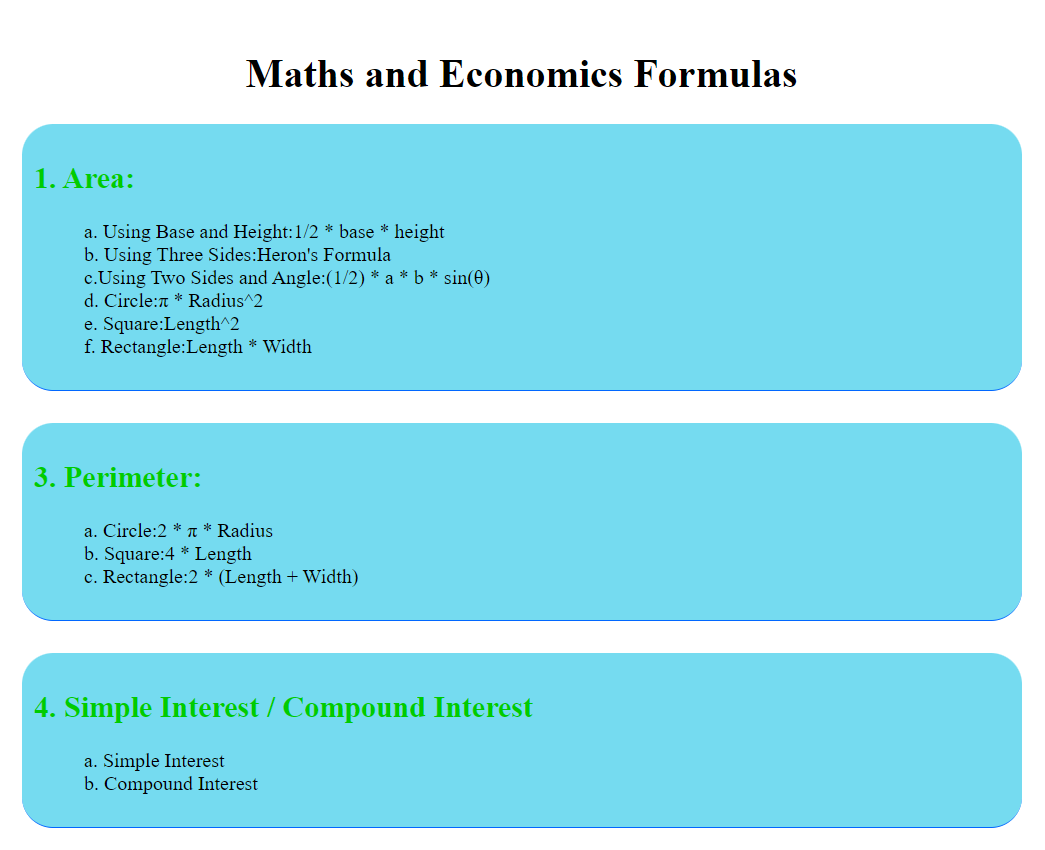 Maths and Economics Formulas
1. Area:
a. Using Base and Height:1/2 * base * height
b. Using Three Sides:Heron's Formula
c.Using Two Sides and Angle:(1/2) * a * b * sin(θ)
d. Circle:π * Radius^2
e. Square:Length^2
f. Rectangle:Length * Width
3. Perimeter:
a. Circle:2 * π * Radius
b. Square:4 * Length
c. Rectangle:2 * (Length + Width)
4. Simple Interest / Compound Interest
a. Simple Interest
b. Compound Interest